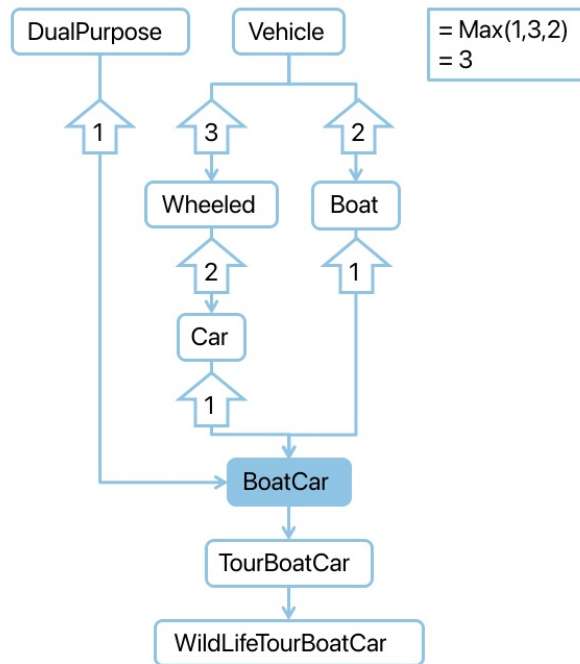 DualPurpose
Vehicle
= Max(1,3,2)
= 3
1
3
2
Wheeled
Boat
2
1
Car
1
BoatCar
TourBoatCar
WildLifeTourBoatCar